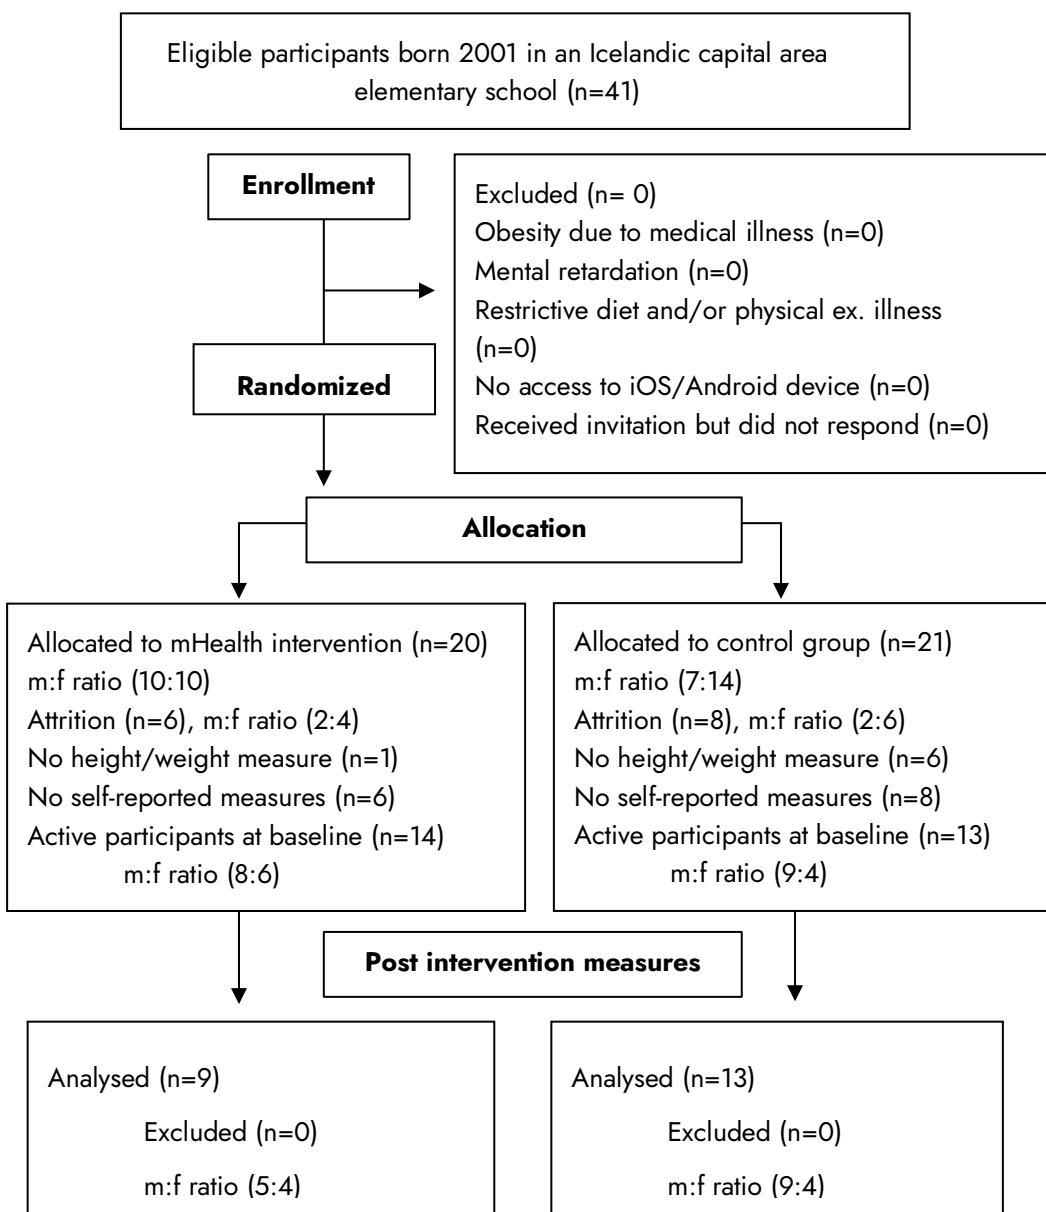 Eligible participants born 2001 in an Icelandic capital area
elementary school (n=41)
Enrollment
Excluded (n= 0)
Obesity due to medical illness (n=0)
Mental retardation (n=0)
Restrictive diet and/or physical ex. illness
(n=0)
No access to iOS/Android device (n=0)
Received invitation but did not respond (n=0)
Randomized
Allocation
Allocated to mHealth intervention (n=20)
m:f ratio (10:10)
Attrition (n=6), m:f ratio (2:4)
No height/weight measure (n=1)
No self-reported measures (n=6)
Active participants at baseline (n=14)
m:f ratio (8:6)
Allocated to control group (n=21)
m:f ratio (7:14)
Attrition (n=8), m:f ratio (2:6)
No height/weight measure (n=6)
No self-reported measures (n=8)
Active participants at baseline (n=13)
m:f ratio (9:4)
Post intervention measures
Analysed (n=9)
Excluded (n=0)
m:f ratio (5:4)
Analysed (n=13)
Excluded (n=0)
m:f ratio (9:4)